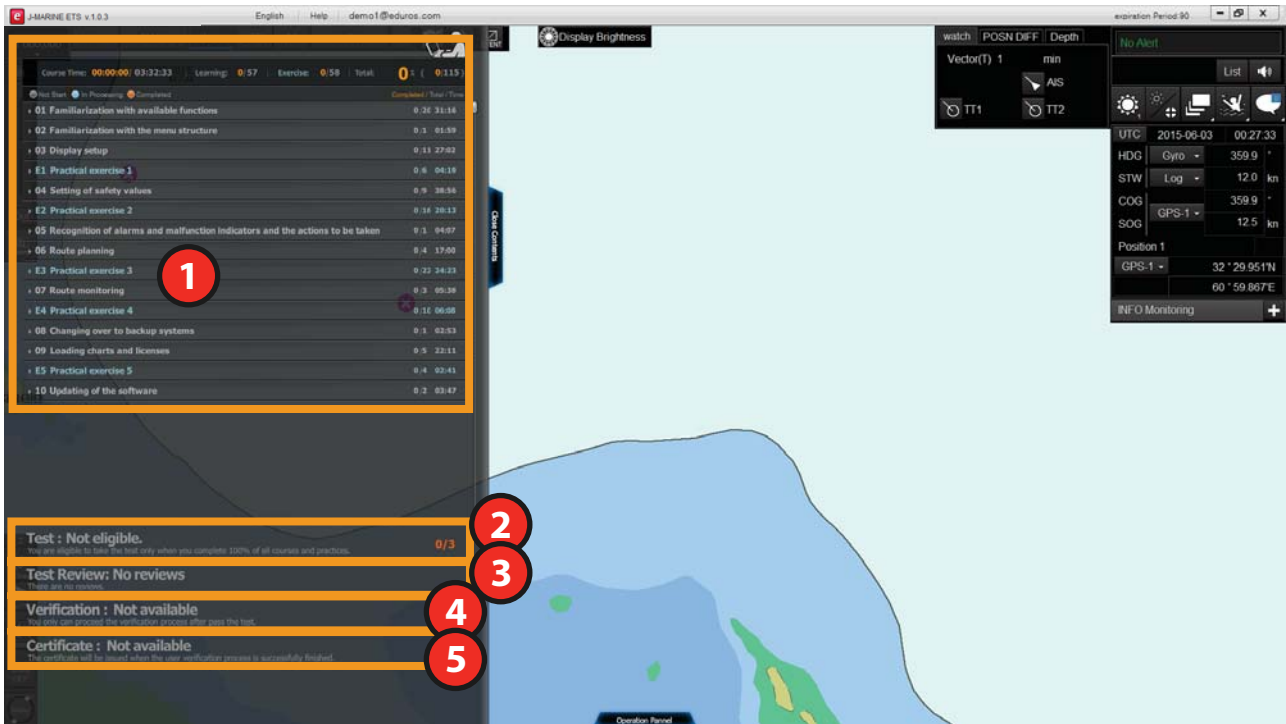 J-MARINE ETS v.1.0.3 English Help demo1@eduros.com expiration Period:90
Display Brightness
watch POSN DIFF Depth
Vector(T) 1 min
AIS
TT1 TT2
No Alert
List
UTC 2015-06-03 00:27:33
HDG Gyro 359.9 °
STW Log 12.0 kn
COG 359.9 °
GPS-1
SOG 12.5 kn
Position 1
GPS-1 32 ° 29.951'N
60 ° 59.867'E
INFO Monitoring
Course Time: 00:00:00/ 03:32:33 Learning: 0/57 Exercise: 0/58 Total: 0 ( 0/115)
Not Start In Processing Completed Completed / Total / Time
01 Familiarization with available functions 0/20 31:16
02 Familiarization with the menu structure 0/1 01:59
03 Display setup 0/11 27:02
E1 Practical exercise 1 0/6 04:19
04 Setting of safety values 0/9 38:56
E2 Practical exercise 2 0/16 20:13
05 Recognition of alarms and malfunction indicators and the actions to be taken 0/1 04:07
06 Route planning 0/4 17:00
E3 Practical exercise 3 0/22 24:23
07 Route monitoring 0/3 05:36
E4 Practical exercise 4 0/10 06:08
08 Changing over to backup systems 0/1 02:53
09 Loading charts and licenses 0/5 22:11
E5 Practical exercise 5 0/4 02:41
10 Updating of the software 0/2 03:47
1
Close Contents
Test : Not eligible. 0/3
You are eligible to take the test only when you complete 100% of all courses and practices.
2
Test Review: No reviews
There are no reviews.
3
Verification : Not available
You only can proceed the verification process after pass the test.
4
Certificate : Not available
The certificate will be issued when the user verification process is successfully finished.
5
Operation Pannel